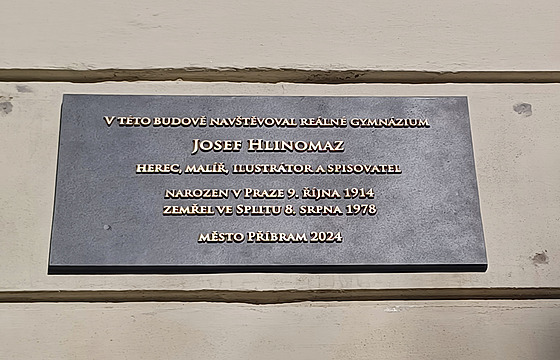 V TÉTO BUDOVĚ NAVŠTĚVOVAL REÁLNÉ GYMNÁZIUM
JOSEF HLINOMAZ
HEREC, MALÍŘ, ILUSTRÁTOR A SPISOVATEL
NAROZEN V PRAZE 9. ŘÍJNA 1914
ZEMŘEL VE SPLITU 8. SRPNA 1978
MĚSTO PŘÍBRAM 2024